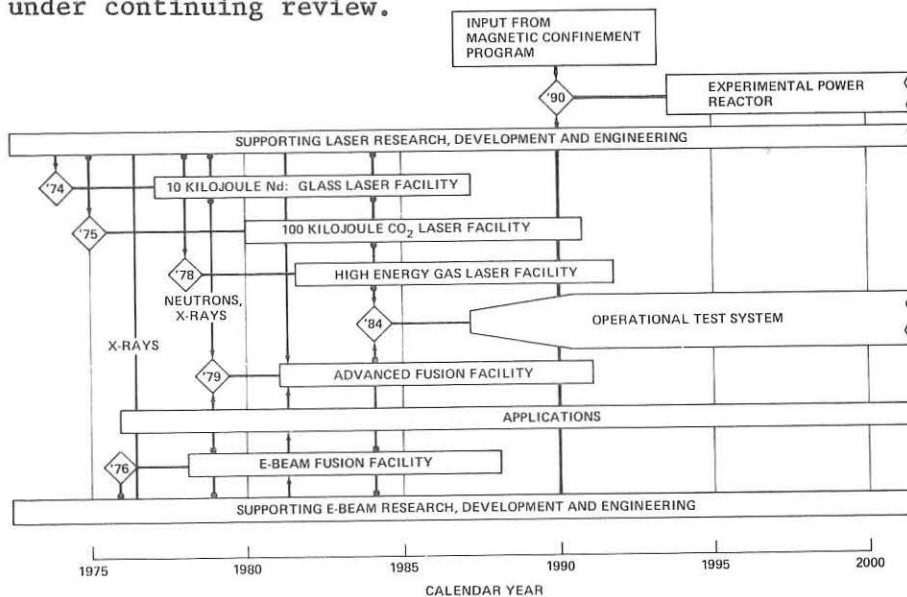 under continuing review.
INPUT FROM
MAGNETIC CONFINEMENT
PROGRAM
'90
EXPERIMENTAL POWER
REACTOR
SUPPORTING LASER RESEARCH, DEVELOPMENT AND ENGINEERING
'74
10 KILOJOULE Nd: GLASS LASER FACILITY
'75
100 KILOJOULE CO₂ LASER FACILITY
'78
HIGH ENERGY GAS LASER FACILITY
NEUTRONS,
X-RAYS
'84
OPERATIONAL TEST SYSTEM
X-RAYS
'79
ADVANCED FUSION FACILITY
APPLICATIONS
'76
E-BEAM FUSION FACILITY
SUPPORTING E-BEAM RESEARCH, DEVELOPMENT AND ENGINEERING
1975 1980 1985 1990 1995 2000
CALENDAR YEAR